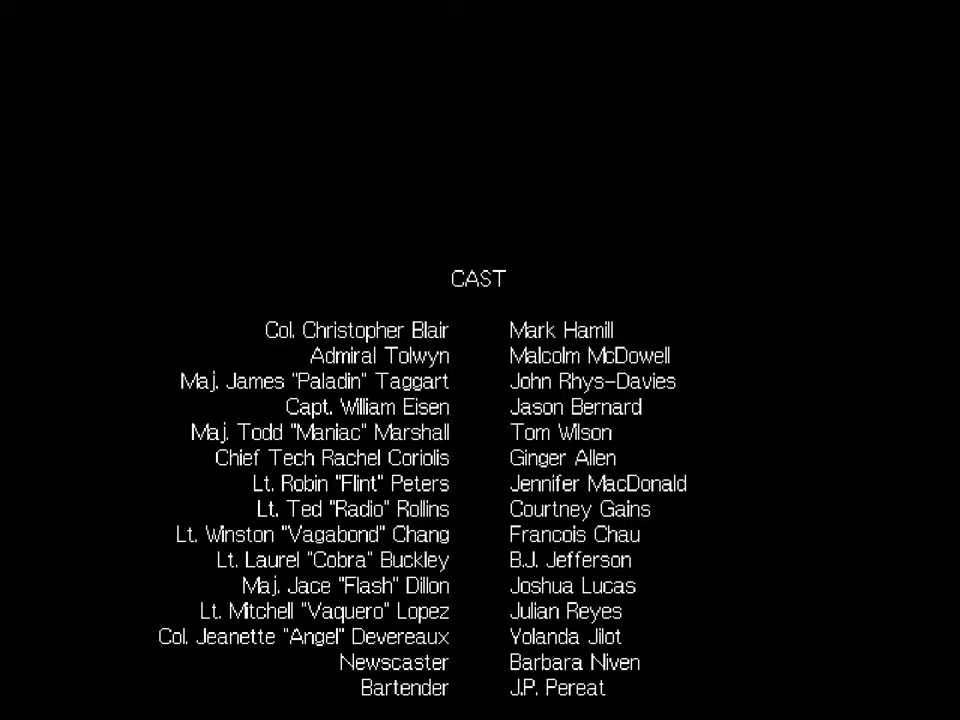 CAST
Col. Christopher Blair Mark Hamill
Admiral Tolwyn Malcolm McDowell
Maj. James "Paladin" Taggart John Rhys-Davies
Capt. William Eisen Jason Bernard
Maj. Todd "Maniac" Marshall Tom Wilson
Chief Tech Rachel Coriolis Ginger Allen
Lt. Robin "Flint" Peters Jennifer MacDonald
Lt. Ted "Radio" Rollins Courtney Gains
Lt. Winston "Vagabond" Chang Francois Chau
Lt. Laurel "Cobra" Buckley B.J. Jefferson
Maj. Jace "Flash" Dillon Joshua Lucas
Lt. Mitchell "Vaquero" Lopez Julian Reyes
Col. Jeanette "Angel" Devereaux Yolanda Jilot
Newscaster Barbara Niven
Bartender J.P. Pereat